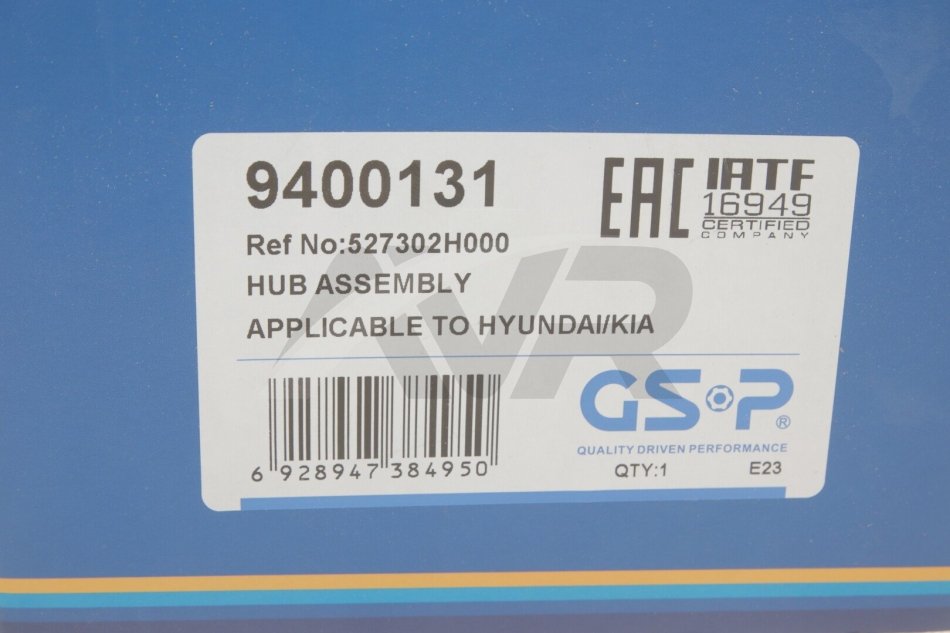 9400131
EAC
IATF
16949
CERTIFIED
COMPANY
Ref No:527302H000
HUB ASSEMBLY
APPLICABLE TO HYUNDAI/KIA
GSP®
QUALITY DRIVEN PERFORMANCE
6 928947 384950
QTY:1 E23
IVR